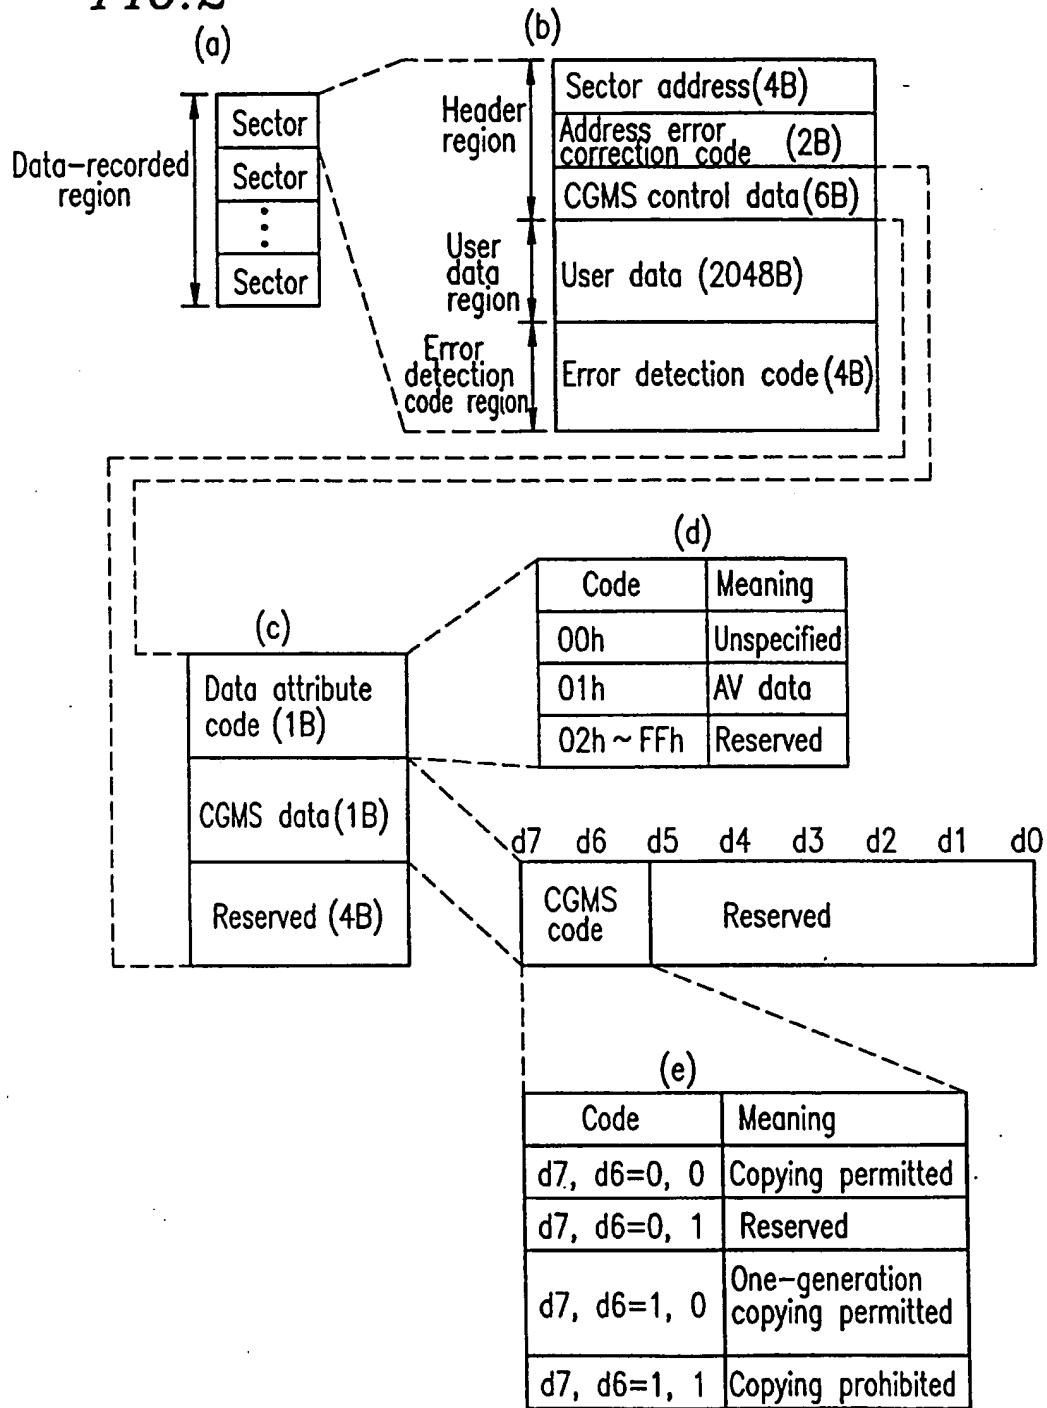 FIG.2
(a)
Data-recorded
region
Sector
Sector
Sector
(b)
Header
region
User
data
region
Error
detection
code region
Sector address(4B)
Address error
correction code (2B)
CGMS control data(6B)
User data (2048B)
Error detection code(4B)
(c)
Data attribute
code (1B)
CGMS data(1B)
Reserved (4B)
(d)
Code Meaning
00h Unspecified
01h AV data
02h ~ FFh Reserved
d7 d6 d5 d4 d3 d2 d1 d0
CGMS
code
Reserved
(e)
Code Meaning
d7, d6=0, 0 Copying permitted
d7, d6=0, 1 Reserved
d7, d6=1, 0 One-generation
copying permitted
d7, d6=1, 1 Copying prohibited